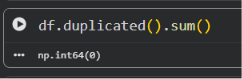 df.duplicated().sum()
np.int64(0)